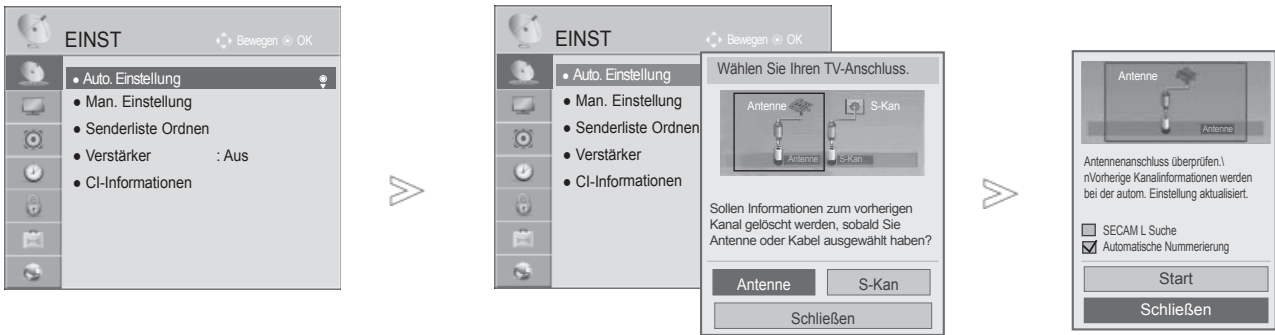 EINST
Bewegen OK
● Auto. Einstellung
● Man. Einstellung
● Senderliste Ordnen
● Verstärker : Aus
● CI-Informationen
EINST
Bewegen OK
● Auto. Einstellung
● Man. Einstellung
● Senderliste Ordnen
● Verstärker
● CI-Informationen
Wählen Sie Ihren TV-Anschluss.
Antenne S-Kan
Antenne S-Kan
Sollen Informationen zum vorherigen
Kanal gelöscht werden, sobald Sie
Antenne oder Kabel ausgewählt haben?
Antenne S-Kan
Schließen
Antenne
Antenne
Antennenanschluss überprüfen.\
nVorherige Kanalinformationen werden
bei der autom. Einstellung aktualisiert.
SECAM L Suche
Automatische Nummerierung
Start
Schließen